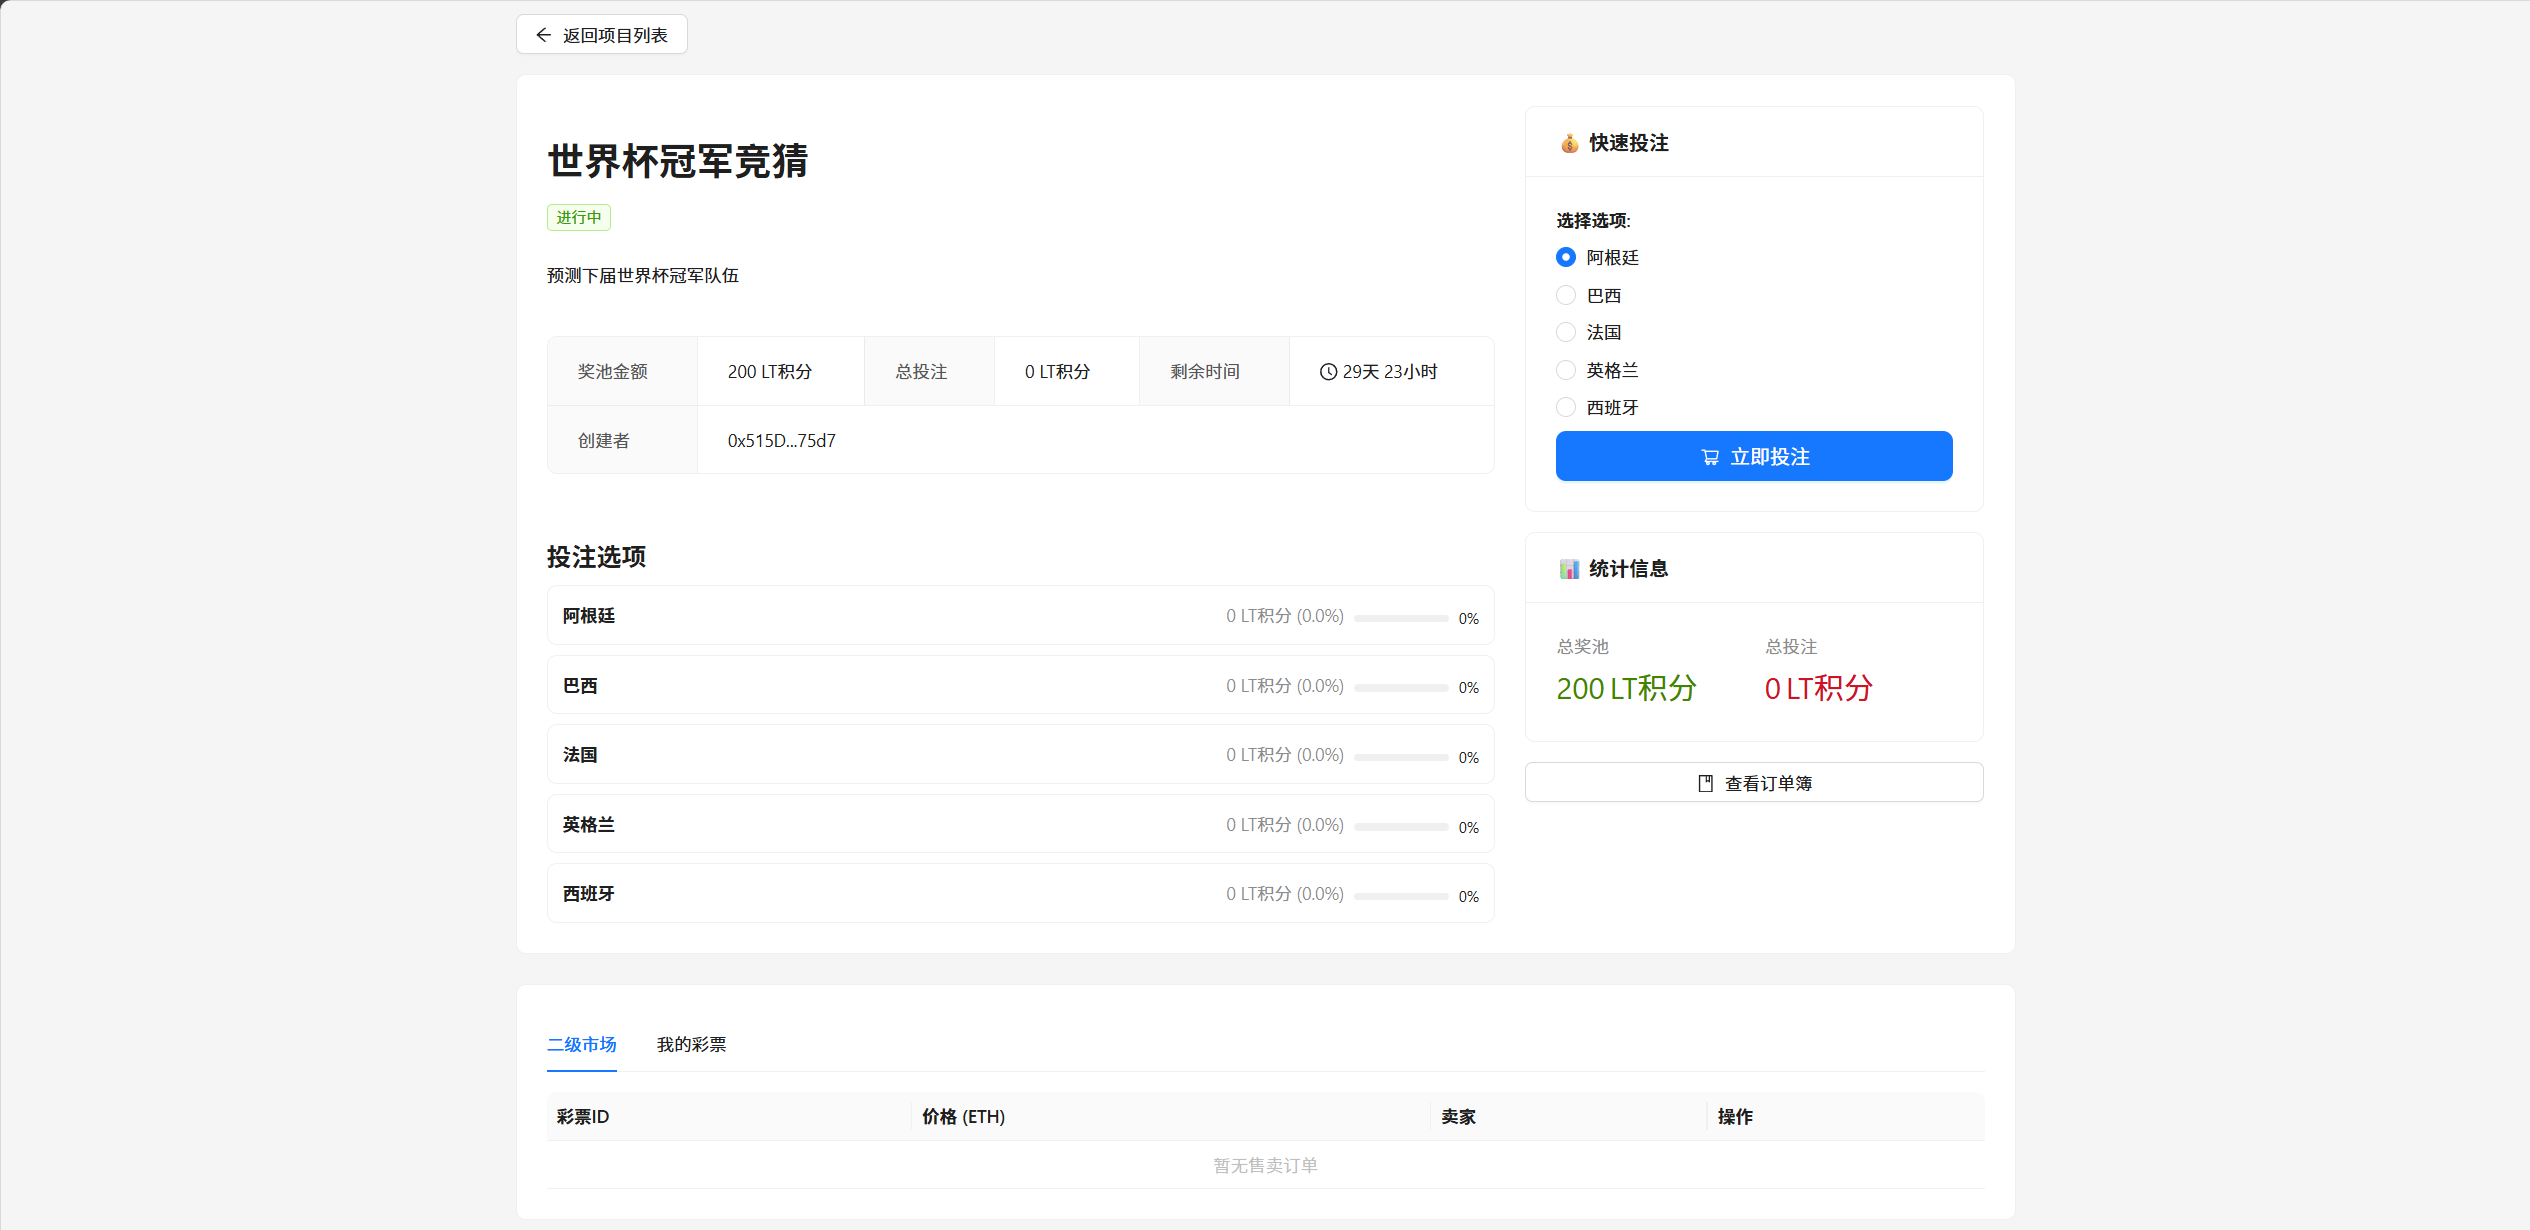 返回项目列表
世界杯冠军竞猜
进行中
预测下届世界杯冠军队伍
奖池金额 200 LT积分 总投注 0 LT积分 剩余时间 29天 23小时
创建者 0x515D...75d7
投注选项
阿根廷 0 LT积分 (0.0%) 0%
巴西 0 LT积分 (0.0%) 0%
法国 0 LT积分 (0.0%) 0%
英格兰 0 LT积分 (0.0%) 0%
西班牙 0 LT积分 (0.0%) 0%
快速投注
选择选项:
阿根廷
巴西
法国
英格兰
西班牙
立即投注
统计信息
总奖池 总投注
200 LT积分 0 LT积分
查看订单簿
二级市场 我的彩票
彩票ID 价格 (ETH) 卖家 操作
暂无售卖订单